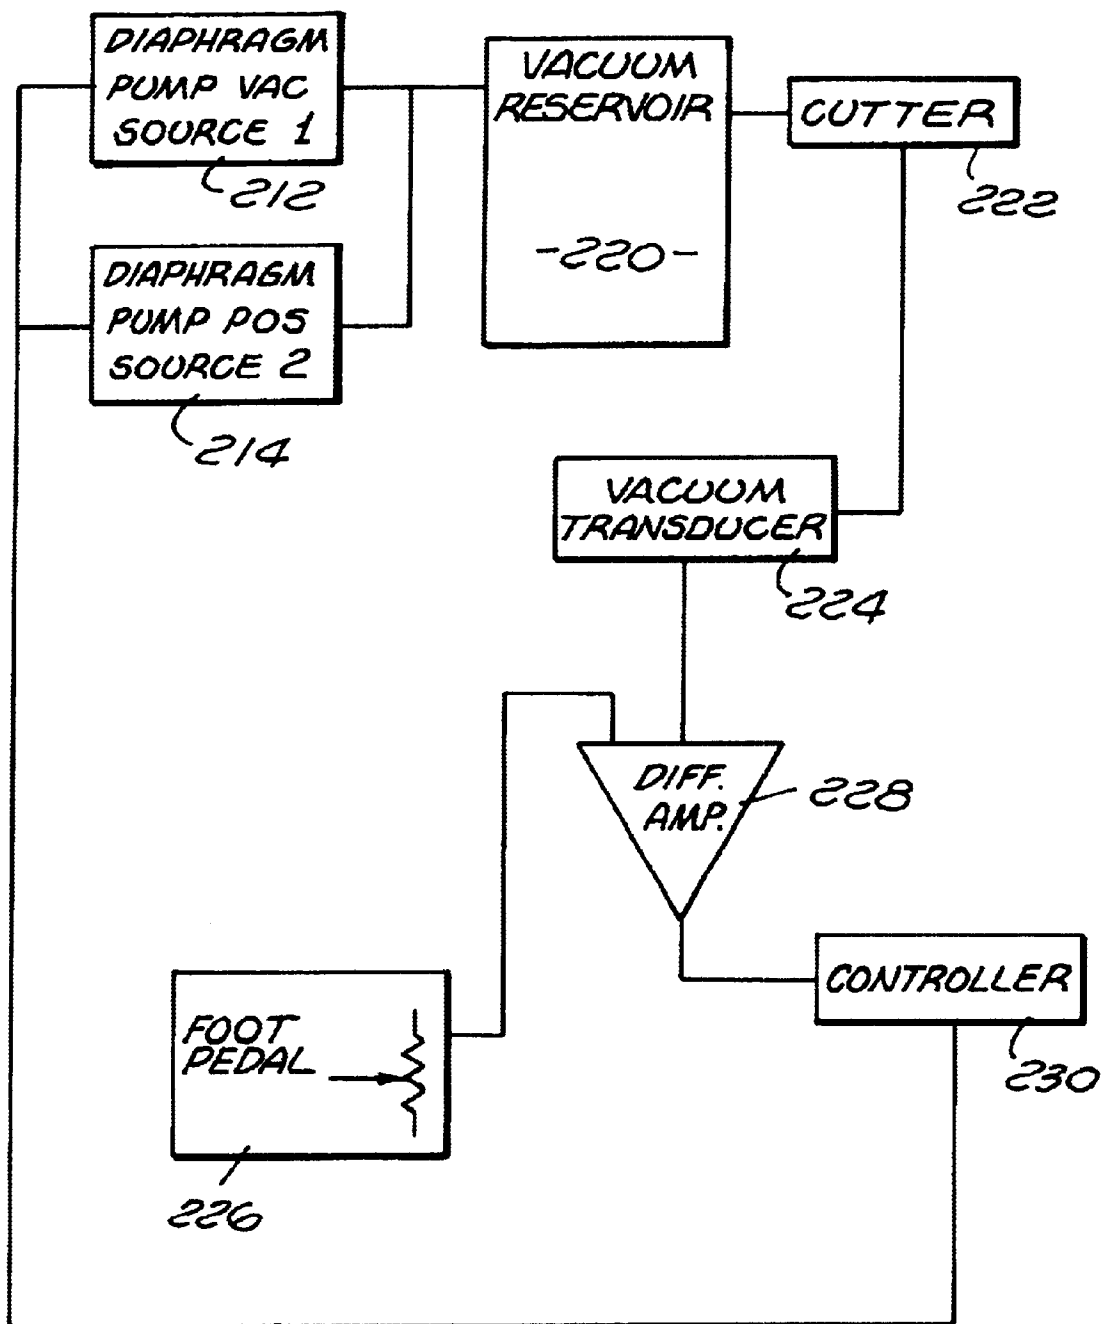 DIAPHRAGM
PUMP VAC
SOURCE 1
212
DIAPHRAGM
PUMP POS
SOURCE 2
214
VACUUM
RESERVOIR
-220-
CUTTER
222
VACUUM
TRANSDUCER
224
DIFF.
AMP.
228
FOOT
PEDAL
226
CONTROLLER
230